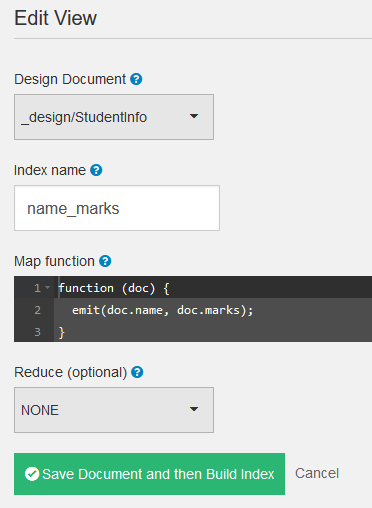 Edit View
Design Document
_design/StudentInfo
Index name
name_marks
Map function
1 function (doc) {
2 emit(doc.name, doc.marks);
3 }
Reduce (optional)
NONE
Save Document and then Build Index Cancel